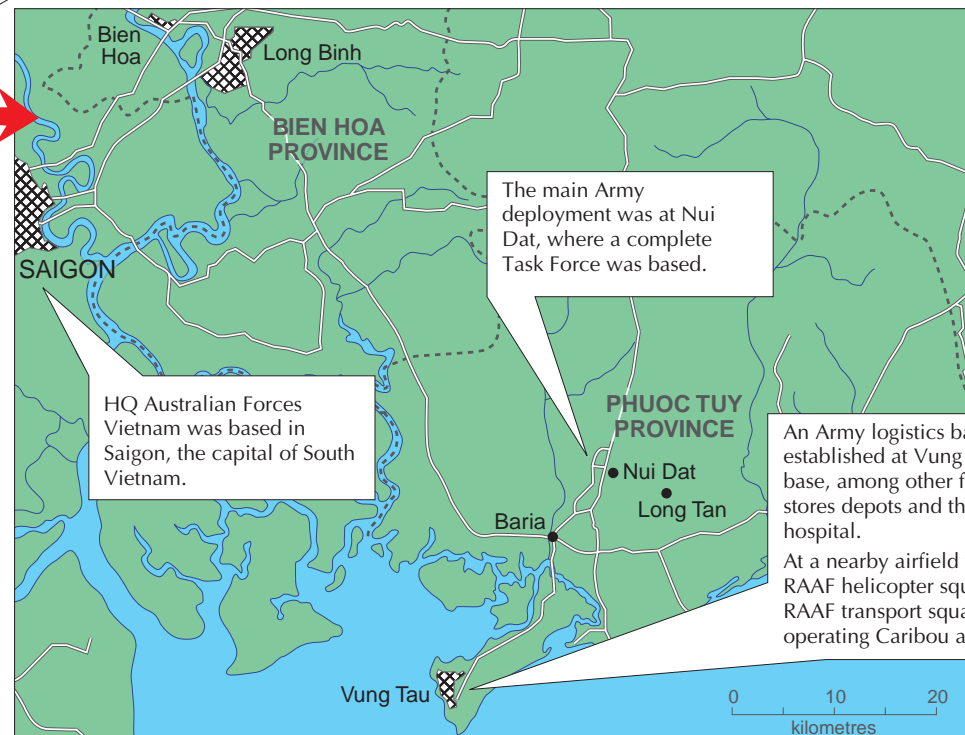 Bien
Hoa
Long Binh
BIEN HOA
PROVINCE
The main Army
deployment was at Nui
Dat, where a complete
Task Force was based.
SAIGON
HQ Australian Forces
Vietnam was based in
Saigon, the capital of South
Vietnam.
PHUOC TUY
PROVINCE
An Army logistics
established at Vung
base, among other
stores depots and
hospital.
At a nearby airfield
RAAF helicopter
RAAF transport
operating Caribou
Nui Dat
Long Tan
Baria
Vung Tau
0 10 20
kilometres